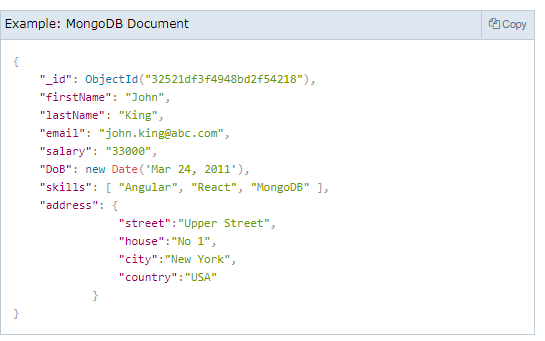 Example: MongoDB Document
Copy
{
    "_id": ObjectId("32521df3f4948bd2f54218"),
    "firstName": "John",
    "lastName": "King",
    "email": "john.king@abc.com",
    "salary": "33000",
    "DoB": new Date('Mar 24, 2011'),
    "skills": [ "Angular", "React", "MongoDB" ],
    "address": {
                "street":"Upper Street",
                "house":"No 1",
                "city":"New York",
                "country":"USA"
            }
}